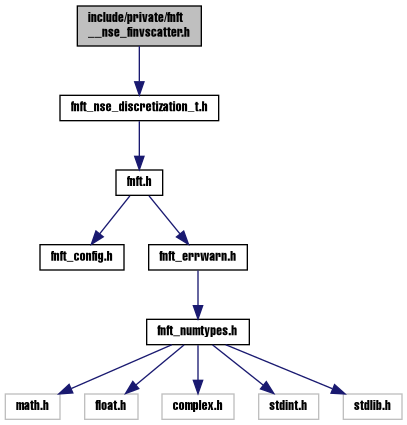 include/private/fnft
__nse_finvscatter.h
fnft_nse_discretization_t.h
fnft.h
fnft_config.h
fnft_errwarn.h
fnft_numtypes.h
math.h
float.h
complex.h
stdint.h
stdlib.h